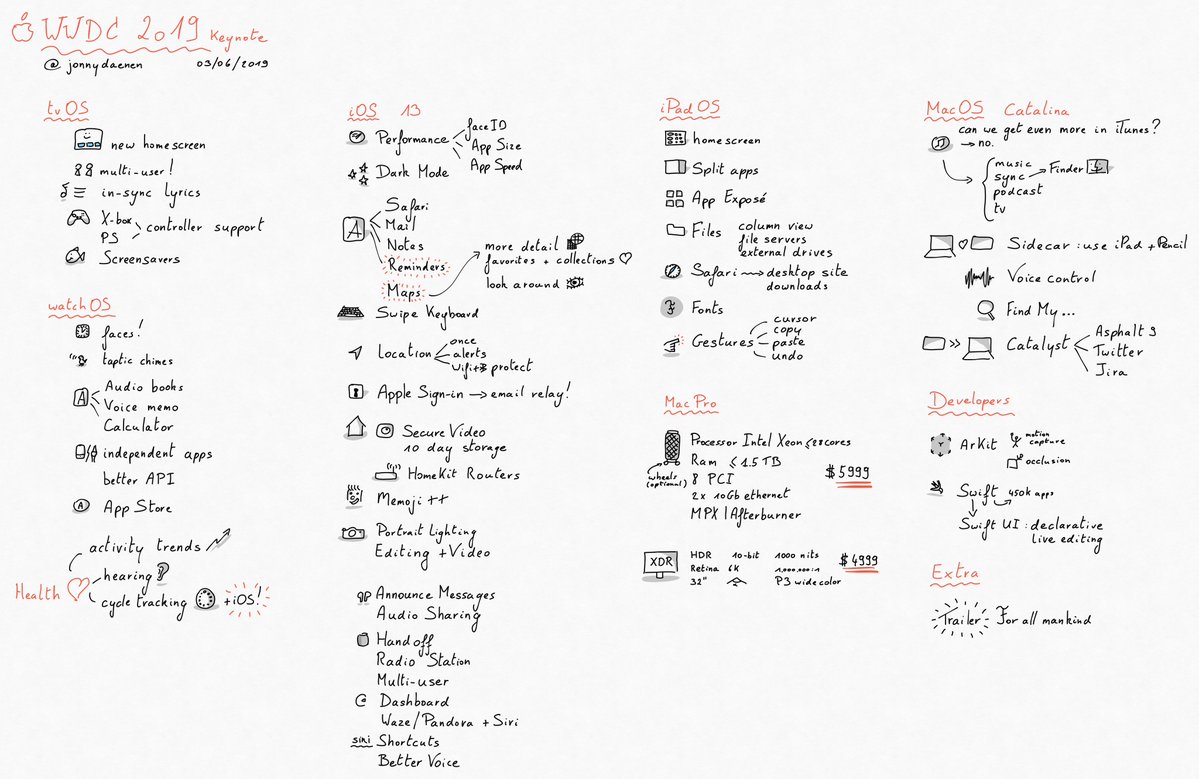 WWDC 2019 Keynote
@jonnydaenen 03/06/2019
tvOS
new homescreen
multi-user!
in-sync lyrics
X-box
PS
controller support
Screensavers
watchOS
faces!
taptic chimes
Audio books
Voice memo
Calculator
independent apps
better API
App Store
Health
activity trends
hearing
cycle tracking + iOS!
iOS 13
Performance
face ID
App Size
App Speed
Dark Mode
Safari
Mail
Notes
Reminders
Maps
more detail
favorites + collections
look around
Swipe Keyboard
Location
once
alerts
wifi + protect
Apple Sign-in → email relay!
Secure Video
10 day storage
HomeKit Routers
Memoji ++
Portrait Lighting
Editing + Video
Announce Messages
Audio Sharing
Handoff
Radio Station
Multi-user
Dashboard
Waze/Pandora + Siri
siri Shortcuts
Better Voice
iPadOS
homescreen
Split apps
App Exposé
Files
column view
file servers
external drives
Safari desktop site
downloads
Fonts
Gestures
cursor
copy
paste
undo
Mac Pro
wheels
(optional)
Processor Intel Xeon ≤28cores
Ram ≤ 1.5 TB
8 PCI
2x 10Gb ethernet
MPX | Afterburner
$5999
XDR
HDR 10-bit 1000 nits
Retina 6K
32" P3 wide color
$4999
MacOS Catalina
can we get even more in iTunes?
→ no.
music
sync → Finder
podcast
tv
Sidecar : use iPad + Pencil
Voice control
Find My...
>> Catalyst
Asphalt 9
Twitter
Jira
Developers
ArKit
motion
capture
occlusion
Swift 450k apps
Swift UI : declarative
live editing
Extra
Trailer For all mankind